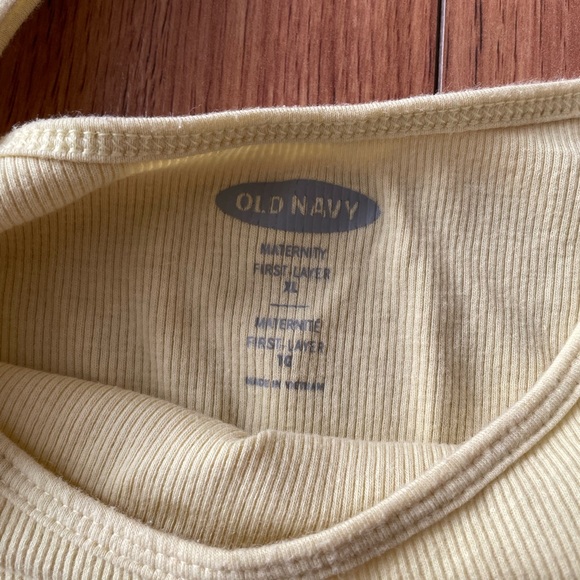 OLD NAVY
MATERNITY
FIRST-LAYER
XL
MATERNITÉ
FIRST-LAYER
TG
MADE IN VIETNAM